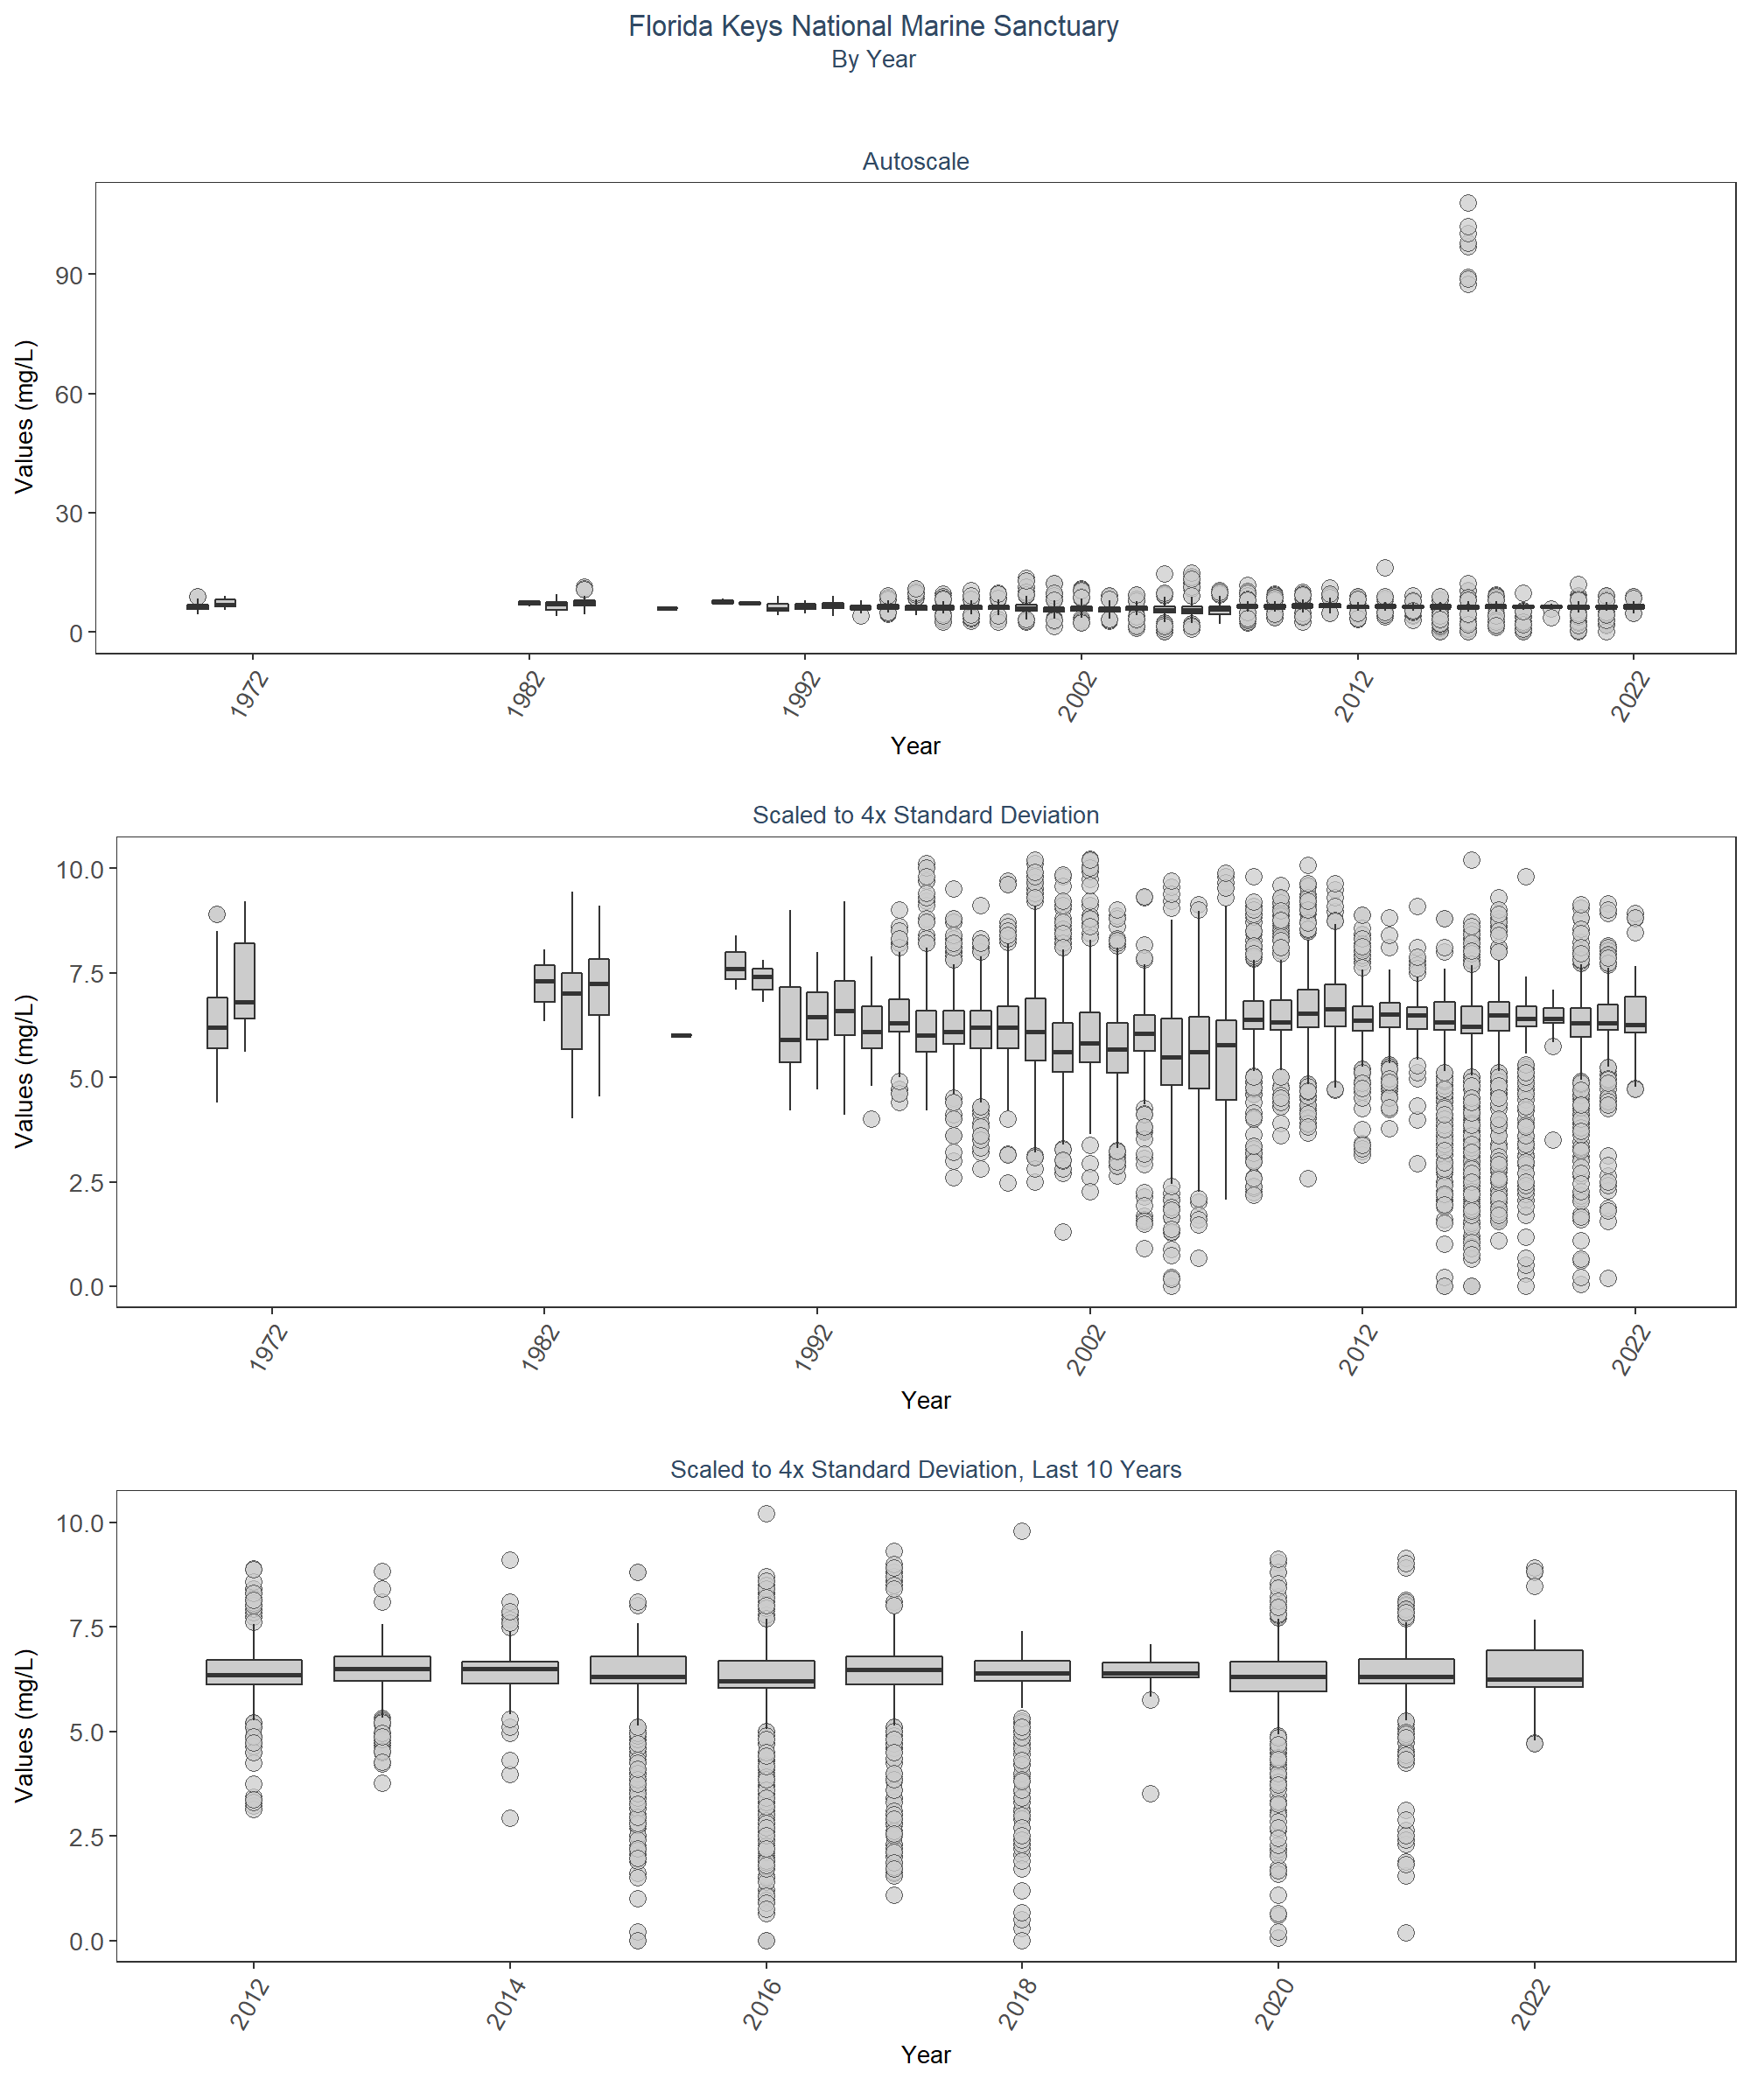 Florida Keys National Marine Sanctuary
By Year
Autoscale
Values (mg/L)
90
60
30
0
1972
1982
1992
2002
2012
2022
Year
Scaled to 4x Standard Deviation
Values (mg/L)
10.0
7.5
5.0
2.5
0.0
1972
1982
1992
2002
2012
2022
Year
Scaled to 4x Standard Deviation, Last 10 Years
Values (mg/L)
10.0
7.5
5.0
2.5
0.0
2012
2014
2016
2018
2020
2022
Year